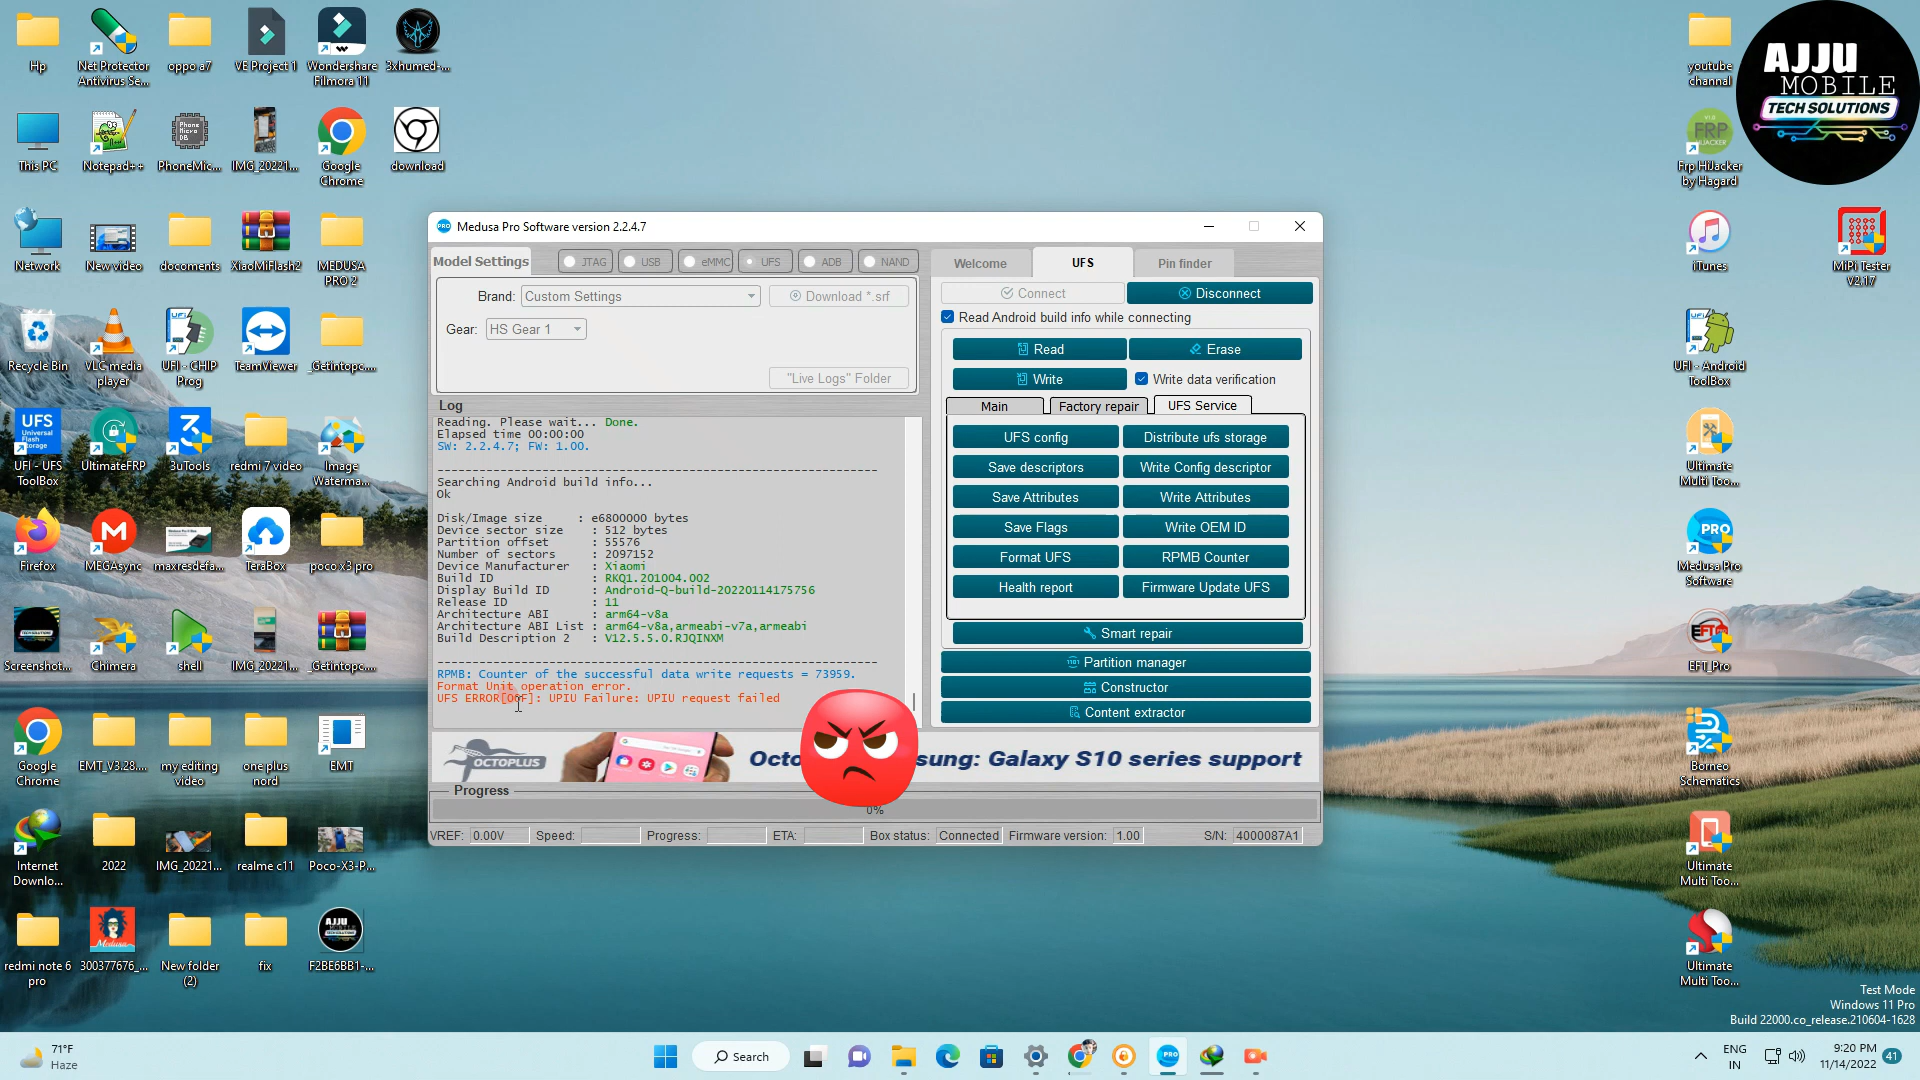 Hp
Net Protector
Antivirus Se...
oppo a7
VE Project 1
Wondershare
Filmora 11
3xhumed-...
This PC
Notepad++
PhoneMic...
IMG_20221...
Google
Chrome
download
Network
New video
docoments
XiaoMiFlash2
MEDUSA
PRO 2
Recycle Bin
VLC media
player
UFI - CHIP
Prog
TeamViewer
_Getintopc....
UFS
Universal
Flash
Storage
UFI - UFS
ToolBox
UltimateFRP
3uTools
redmi 7 video
Image
Waterma...
Firefox
MEGAsync
maxresdefa...
TeraBox
poco x3 pro
Screenshot...
Chimera
shell
IMG_20221...
_Getintopc....
Google
Chrome
EMT_V3.28....
my editing
video
one plus
nord
EMT
Internet
Downlo...
2022
IMG_20221...
realme c11
Poco-X3-P...
redmi note 6
pro
300377676_...
New folder
(2)
fix
F2BE6BB1-...
PRO Medusa Pro Software version 2.2.4.7
Model Settings
JTAG
USB
eMMC
UFS
ADB
NAND
Brand: Custom Settings
Download *.srf
Gear: HS Gear 1
"Live Logs" Folder
Log
Reading. Please wait... Done.
Elapsed time 00:00:00
SW: 2.2.4.7; FW: 1.00.
Searching Android build info...
Ok
Disk/Image size : e6800000 bytes
Device sector size : 512 bytes
Partition offset : 55576
Number of sectors : 2097152
Device Manufacturer : Xiaomi
Build ID : RKQ1.201004.002
Display Build ID : Android-Q-build-20220114175756
Release ID : 11
Architecture ABI : arm64-v8a
Architecture ABI List : arm64-v8a,armeabi-v7a,armeabi
Build Description 2 : V12.5.5.0.RJQINXM
RPMB: Counter of the successful data write requests = 73959.
Format Unit operation error.
UFS ERROR[O6F]: UPIU Failure: UPIU request failed
Welcome
UFS
Pin finder
Connect
Disconnect
Read Android build info while connecting
Read
Erase
Write
Write data verification
Main
Factory repair
UFS Service
UFS config
Distribute ufs storage
Save descriptors
Write Config descriptor
Save Attributes
Write Attributes
Save Flags
Write OEM ID
Format UFS
RPMB Counter
Health report
Firmware Update UFS
Smart repair
Partition manager
Constructor
Content extractor
OCTOPLUS
Octo
sung: Galaxy S10 series support
Progress
0%
VREF: 0.00V
Speed:
Progress:
ETA:
Box status: Connected
Firmware version: 1.00
S/N: 4000087A1
youtube
channel
AJJU
MOBILE
TECH SOLUTIONS
FRP
Frp HiJacker
by Hagard
iTunes
MiPi Tester
V2.17
UFI - Android
ToolBox
Ultimate
Multi Too...
PRO
Medusa Pro
Software
EFT
EFT_Pro
Borneo
Schematics
Ultimate
Multi Too...
Ultimate
Multi Too...
Test Mode
Windows 11 Pro
Build 22000.co_release.210604-1628
71°F
Haze
Search
PRO
ENG
IN
9:20 PM
11/14/2022
41